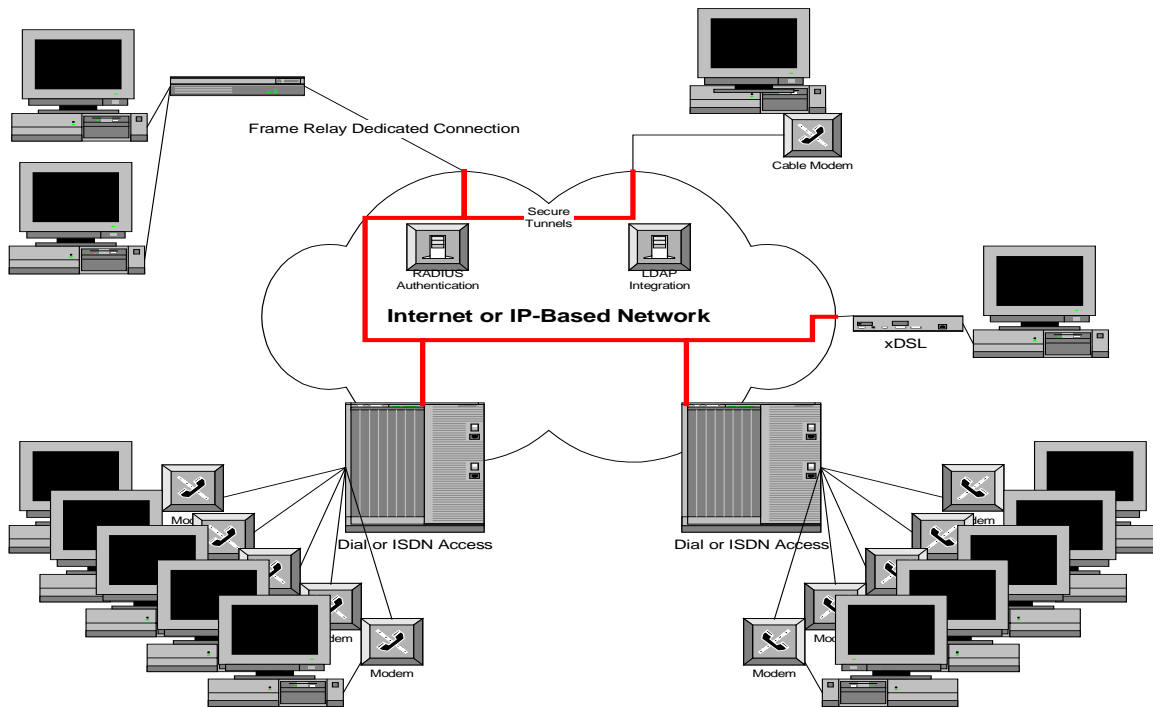 Frame Relay Dedicated Connection
Cable Modem
Secure
Tunnels
RADIUS
Authentication
LDAP
Integration
Internet or IP-Based Network
xDSL
Dial or ISDN Access
Dial or ISDN Access
Modem
Modem